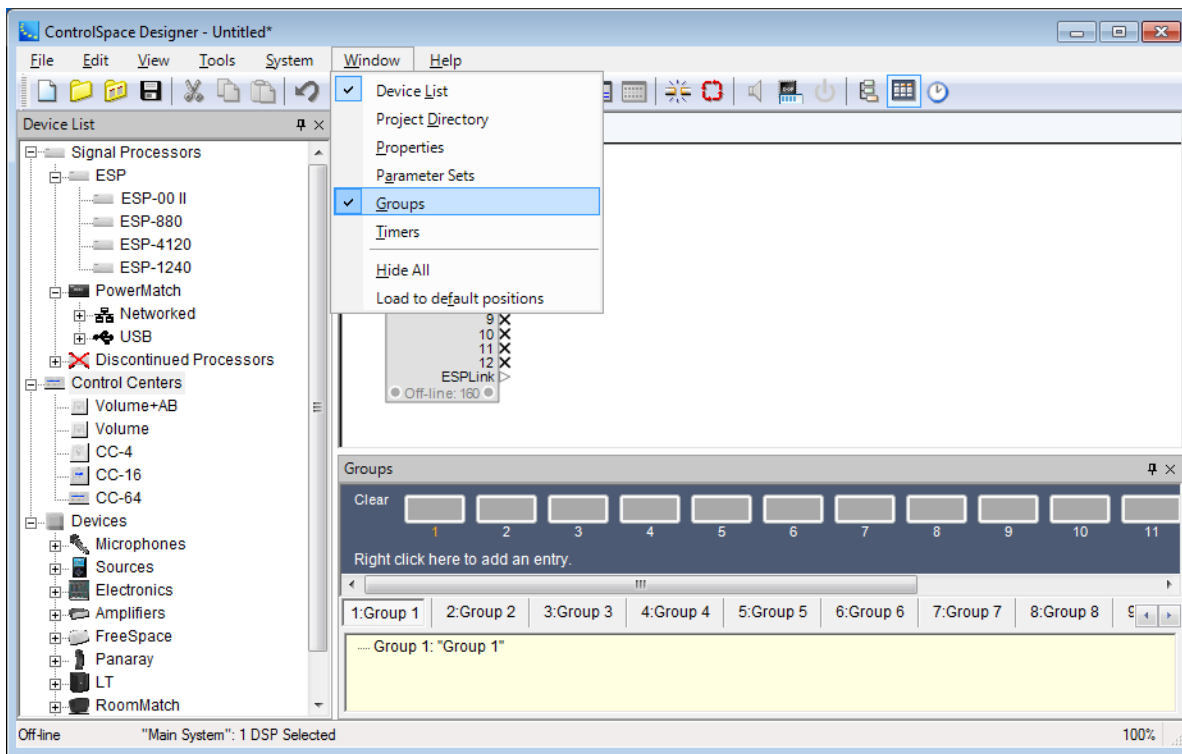 ControlSpace Designer - Untitled*
File Edit View Tools System Window Help
Device List
Signal Processors
ESP
ESP-00 II
ESP-880
ESP-4120
ESP-1240
PowerMatch
Networked
USB
Discontinued Processors
Control Centers
Volume+AB
Volume
CC-4
CC-16
CC-64
Devices
Microphones
Sources
Electronics
Amplifiers
FreeSpace
Panaray
LT
RoomMatch
Device List
Project Directory
Properties
Parameter Sets
Groups
Timers
Hide All
Load to default positions
9
10
11
12
ESPLink
Off-line: 160
Groups
Clear
1 2 3 4 5 6 7 8 9 10 11
Right click here to add an entry.
1:Group 1 2:Group 2 3:Group 3 4:Group 4 5:Group 5 6:Group 6 7:Group 7 8:Group 8
Group 1: "Group 1"
Off-line "Main System": 1 DSP Selected 100%